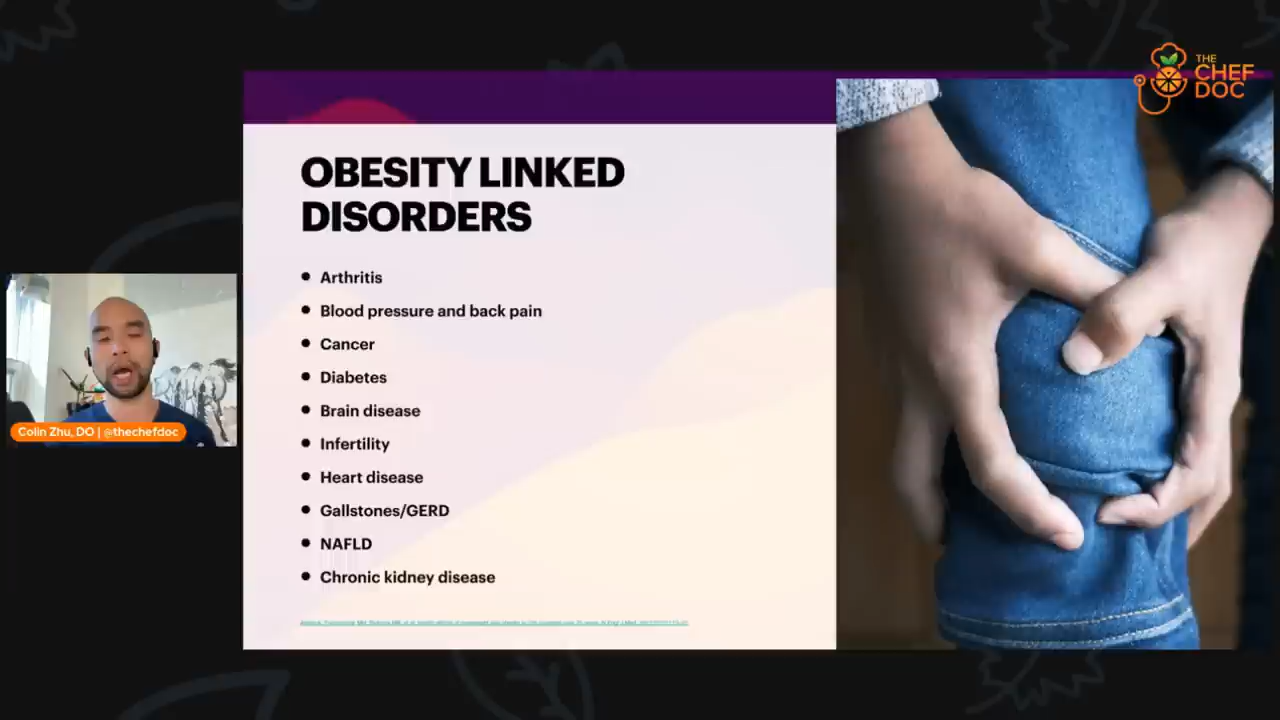 THE
CHEF
DOC
OBESITY LINKED
DISORDERS
Arthritis
Blood pressure and back pain
Cancer
Diabetes
Brain disease
Infertility
Heart disease
Gallstones/GERD
NAFLD
Chronic kidney disease
Colin Zhu, DO | @thechefdoc